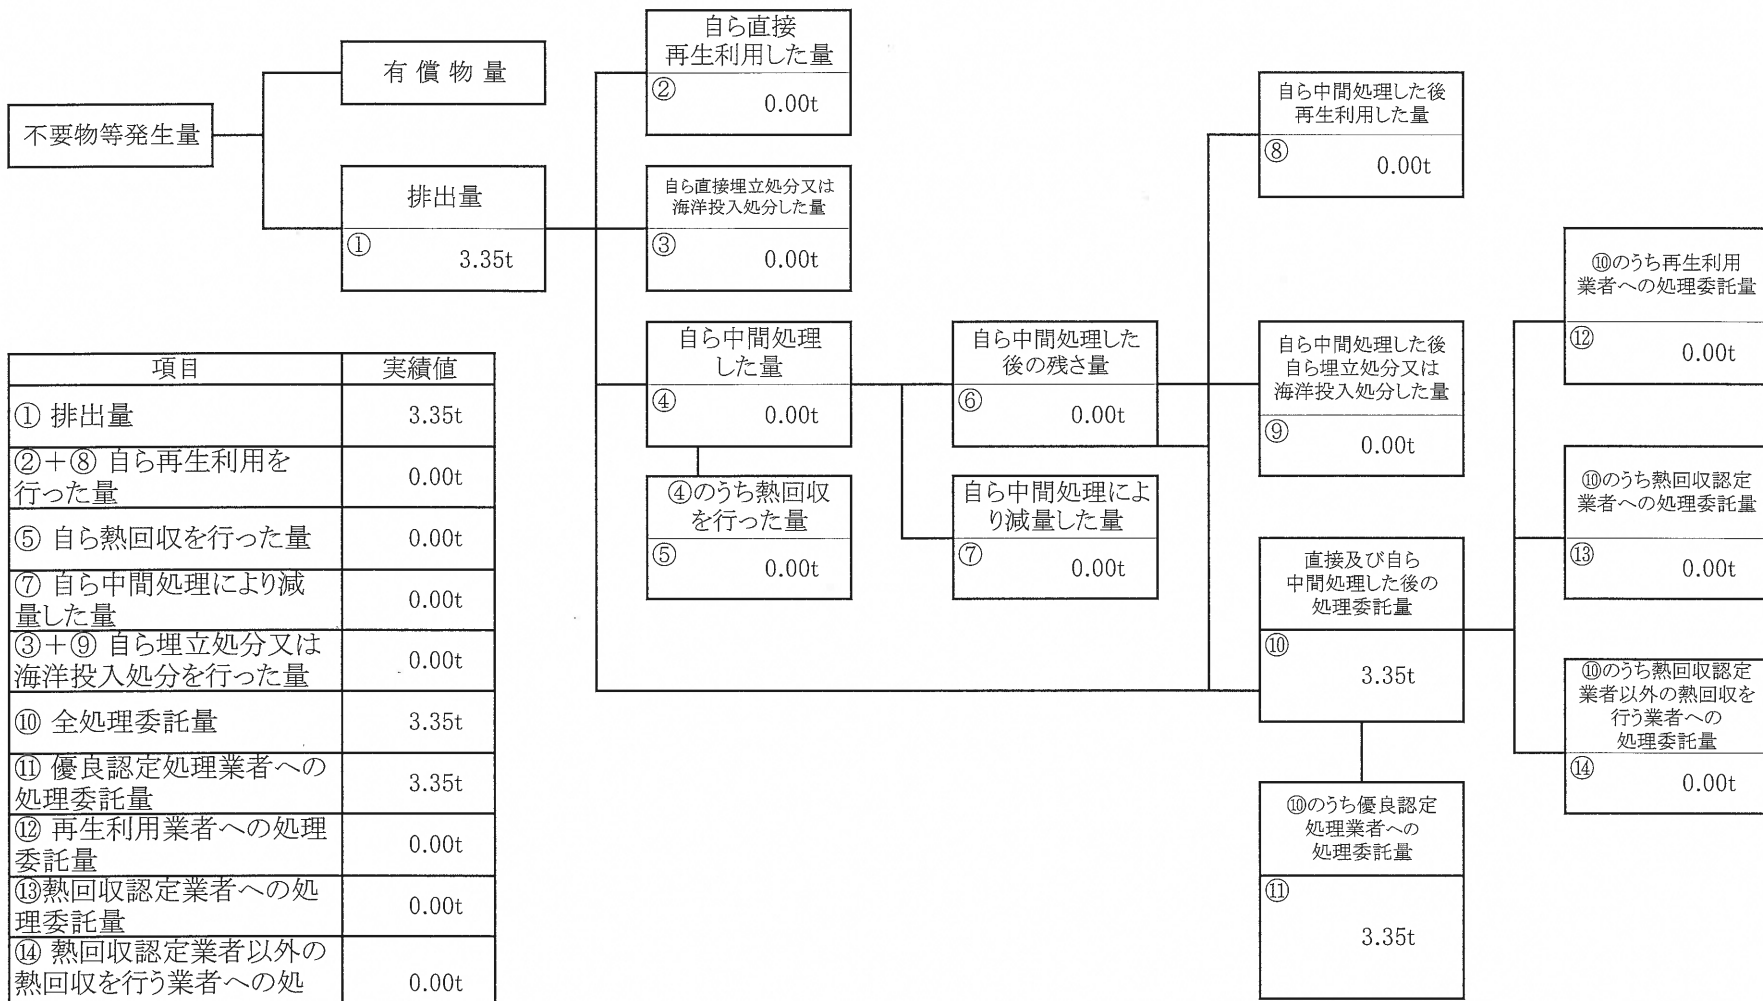 不要物等発生量
有償物量
排出量
①
3.35t
自ら直接
再生利用した量
②
0.00t
自ら直接埋立処分又は
海洋投入処分した量
③
0.00t
自ら中間処理
した量
④
0.00t
④のうち熱回収
を行った量
⑤
0.00t
自ら中間処理した
後の残さ量
⑥
0.00t
自ら中間処理によ
り減量した量
⑦
0.00t
自ら中間処理した後
再生利用した量
⑧
0.00t
自ら中間処理した後
自ら埋立処分又は
海洋投入処分した量
⑨
0.00t
直接及び自ら
中間処理した後の
処理委託量
⑩
3.35t
⑩のうち優良認定
処理業者への
処理委託量
⑪
3.35t
⑩のうち再生利用
業者への処理委託量
⑫
0.00t
⑩のうち熱回収認定
業者への処理委託量
⑬
0.00t
⑩のうち熱回収認定
業者以外の熱回収を
行う業者への
処理委託量
⑭
0.00t
項目 実績値
① 排出量 3.35t
②+⑧ 自ら再生利用を
行った量 0.00t
⑤ 自ら熱回収を行った量 0.00t
⑦ 自ら中間処理により減
量した量 0.00t
③+⑨ 自ら埋立処分又は
海洋投入処分を行った量 0.00t
⑩ 全処理委託量 3.35t
⑪ 優良認定処理業者への
処理委託量 3.35t
⑫ 再生利用業者への処理
委託量 0.00t
⑬熱回収認定業者への処
理委託量 0.00t
⑭ 熱回収認定業者以外の
熱回収を行う業者への処 0.00t